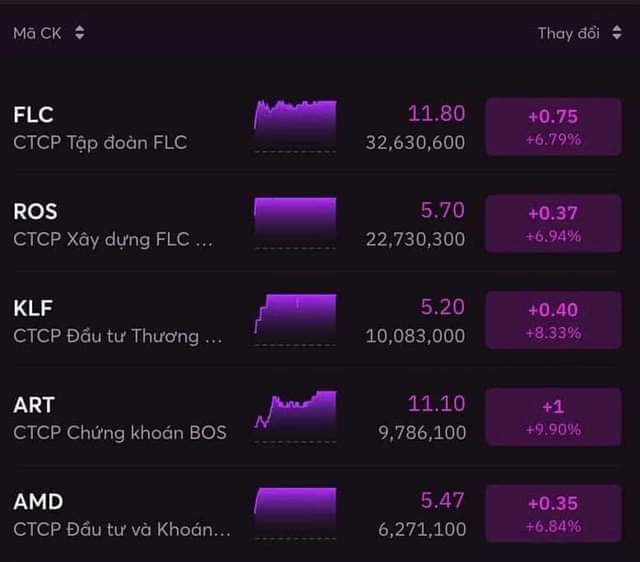 Mã CK Thay đổi
FLC 11.80 +0.75
CTCP Tập đoàn FLC 32,630,600 +6.79%
ROS 5.70 +0.37
CTCP Xây dựng FLC ... 22,730,300 +6.94%
KLF 5.20 +0.40
CTCP Đầu tư Thương ... 10,083,000 +8.33%
ART 11.10 +1
CTCP Chứng khoán BOS 9,786,100 +9.90%
AMD 5.47 +0.35
CTCP Đầu tư và Khoán... 6,271,100 +6.84%